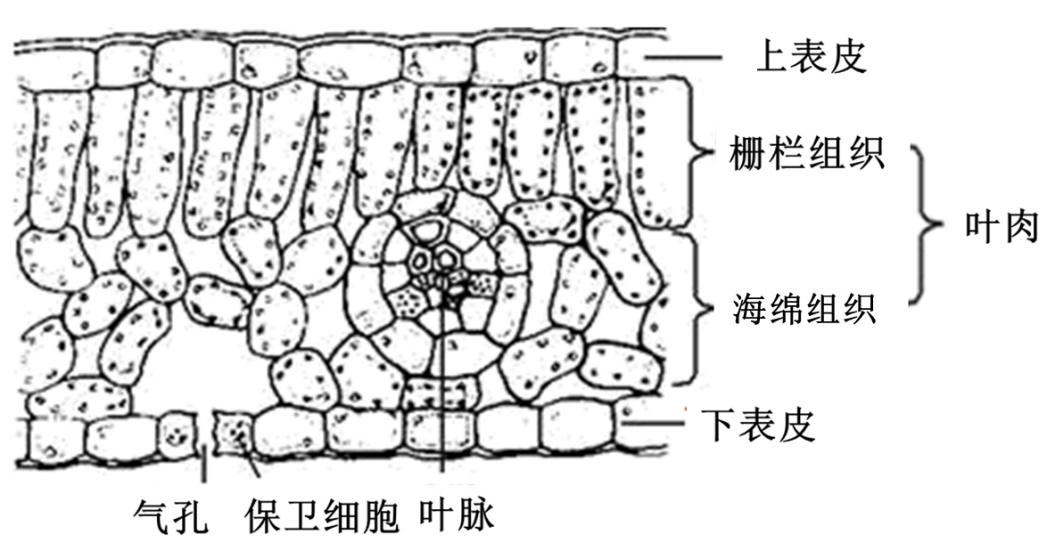 上表皮
栅栏组织
叶肉
海绵组织
下表皮
气孔 保卫细胞 叶脉